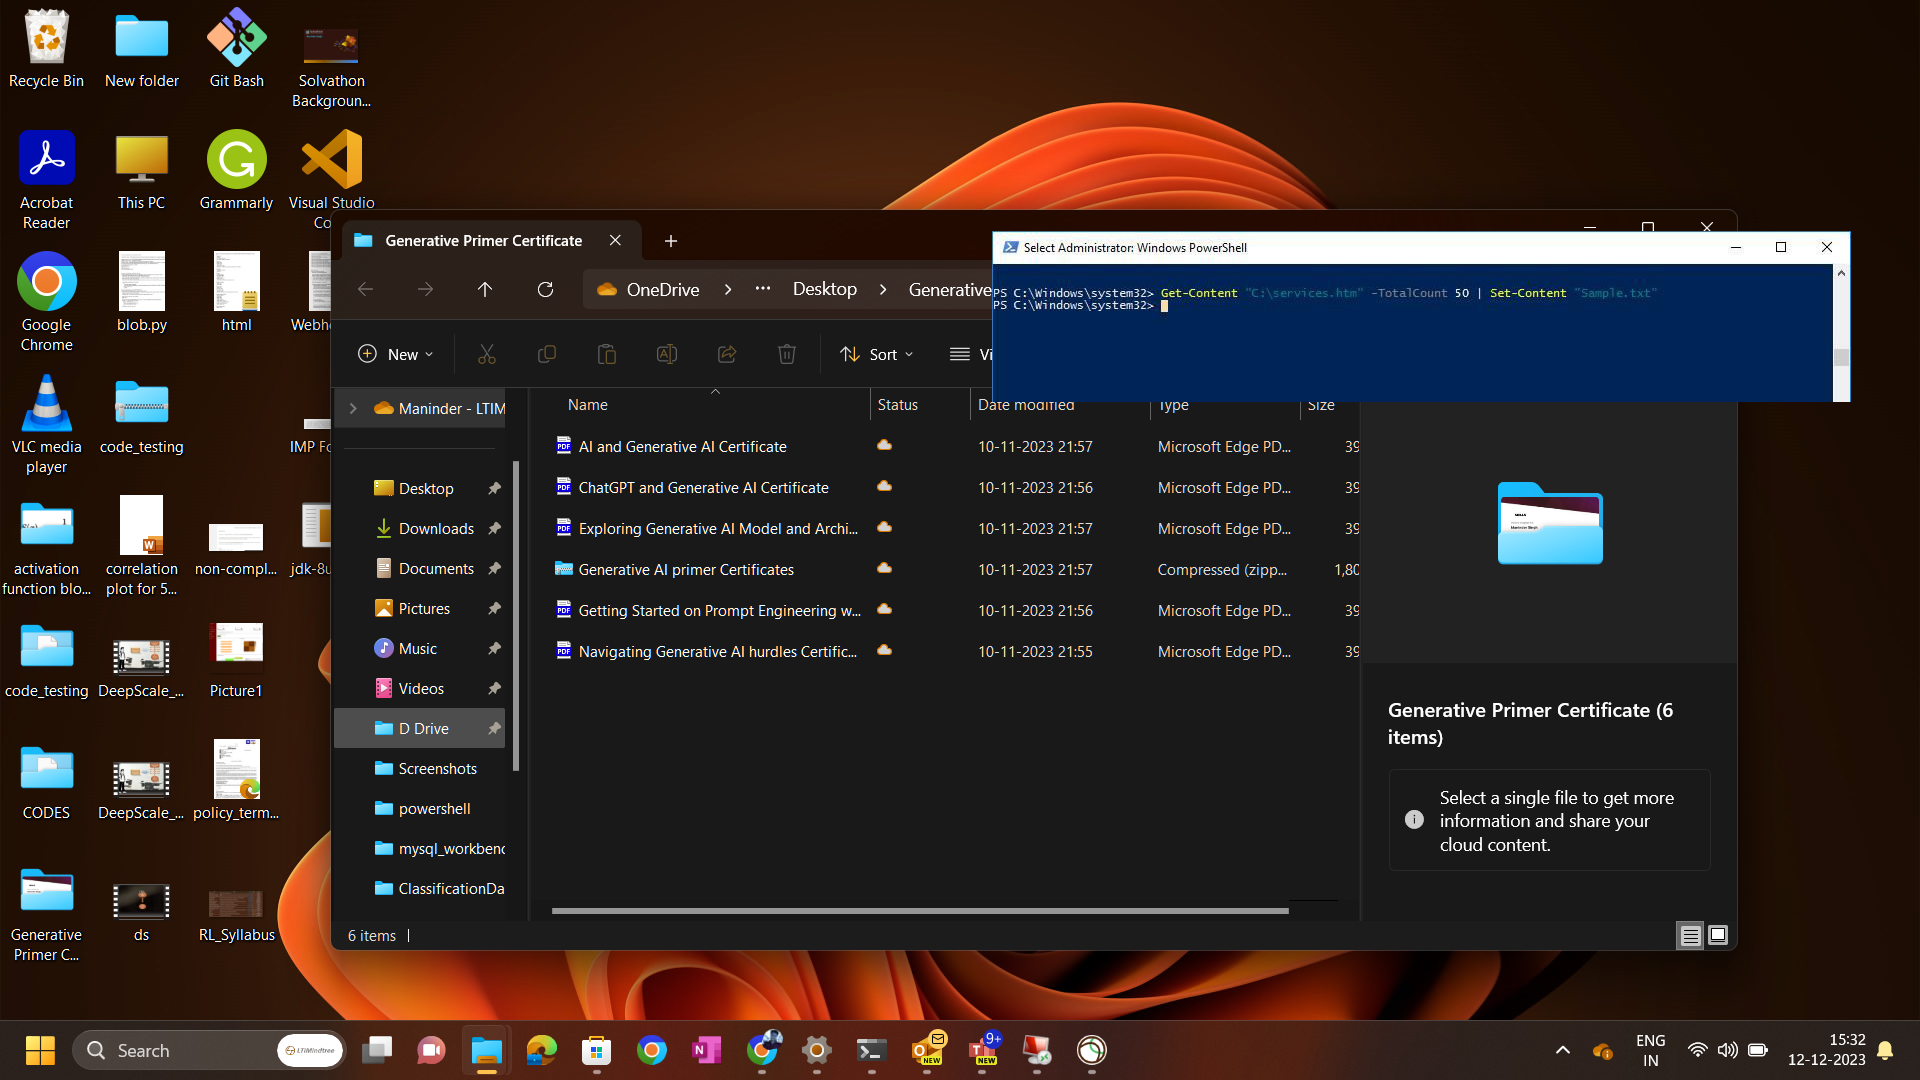 Recycle Bin
New folder
Git Bash
Solvathon
Backgroun...
Acrobat
Reader
This PC
Grammarly
Visual Studio
Co
Google
Chrome
blob.py
html
Webh
VLC media
player
code_testing
IMP Fo
activation
function blo...
correlation
plot for 5...
non-compl...
jdk-8u
code_testing
DeepScale_...
Picture1
CODES
DeepScale_...
policy_term...
Generative
Primer C...
ds
RL_Syllabus
Generative Primer Certificate
OneDrive
Desktop
Generative
New
Sort
Vi
Name
Status
Date modified
Type
Size
Maninder - LTIM
Desktop
Downloads
Documents
Pictures
Music
Videos
D Drive
Screenshots
powershell
mysql_workbenc
ClassificationDa
AI and Generative AI Certificate
10-11-2023 21:57
Microsoft Edge PD...
39
ChatGPT and Generative AI Certificate
10-11-2023 21:56
Microsoft Edge PD...
39
Exploring Generative AI Model and Archi...
10-11-2023 21:57
Microsoft Edge PD...
39
Generative AI primer Certificates
10-11-2023 21:57
Compressed (zipp...
1,80
Getting Started on Prompt Engineering w...
10-11-2023 21:56
Microsoft Edge PD...
39
Navigating Generative AI hurdles Certific...
10-11-2023 21:55
Microsoft Edge PD...
39
Generative Primer Certificate (6
items)
Select a single file to get more
information and share your
cloud content.
6 items
Select Administrator: Windows PowerShell
PS C:\Windows\system32> Get-Content "C:\services.htm" -TotalCount 50 | Set-Content "Sample.txt"
PS C:\Windows\system32>
Search
LTIMindtree
NEW
9+
NEW
ENG
IN
15:32
12-12-2023